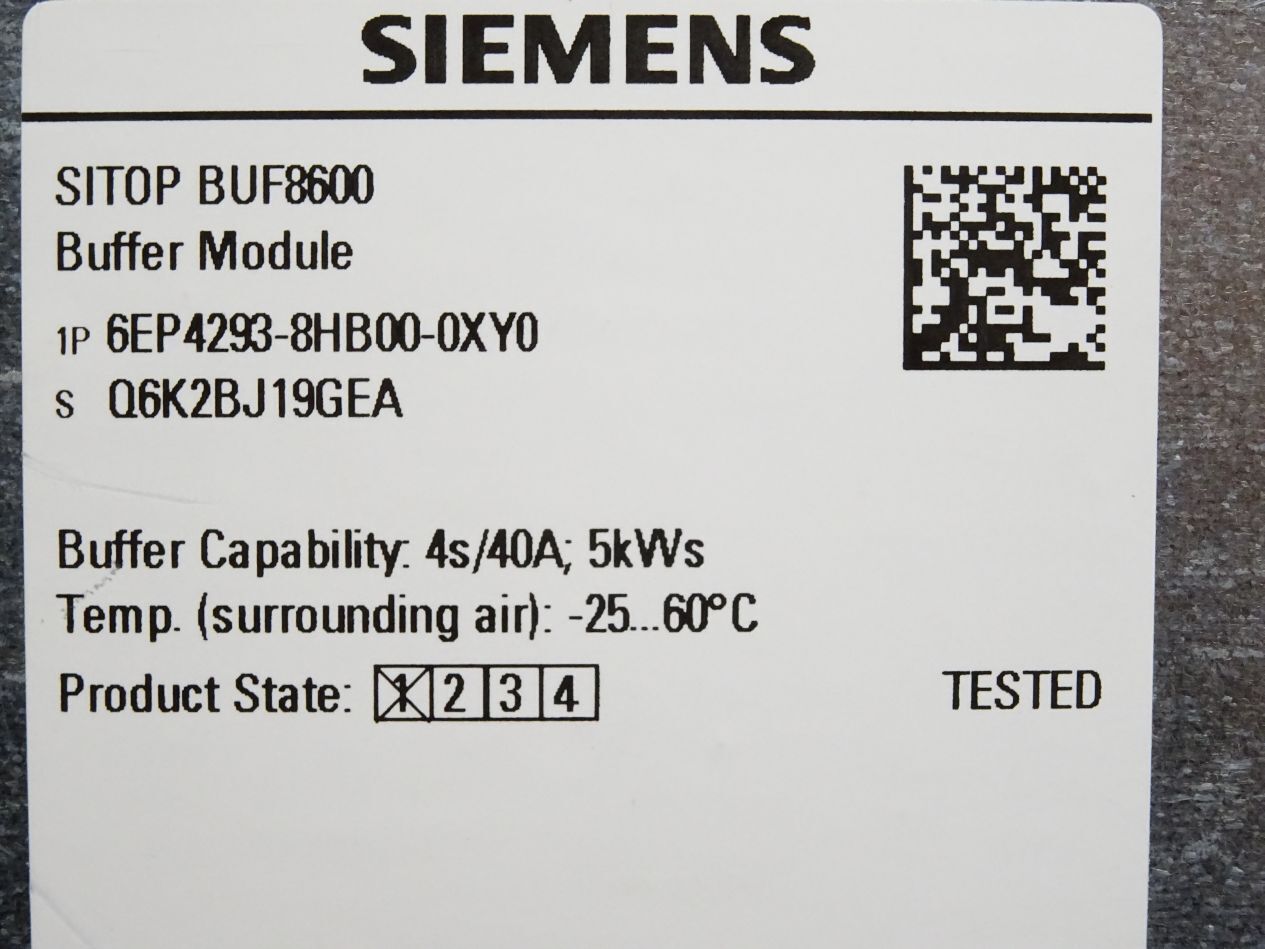 SIEMENS
SITOP BUF8600
Buffer Module
1P 6EP4293-8HB00-0XY0
S Q6K2BJ19GEA
Buffer Capability: 4s/40A; 5kWs
Temp. (surrounding air): -25...60°C
Product State: 1 2 3 4 TESTED